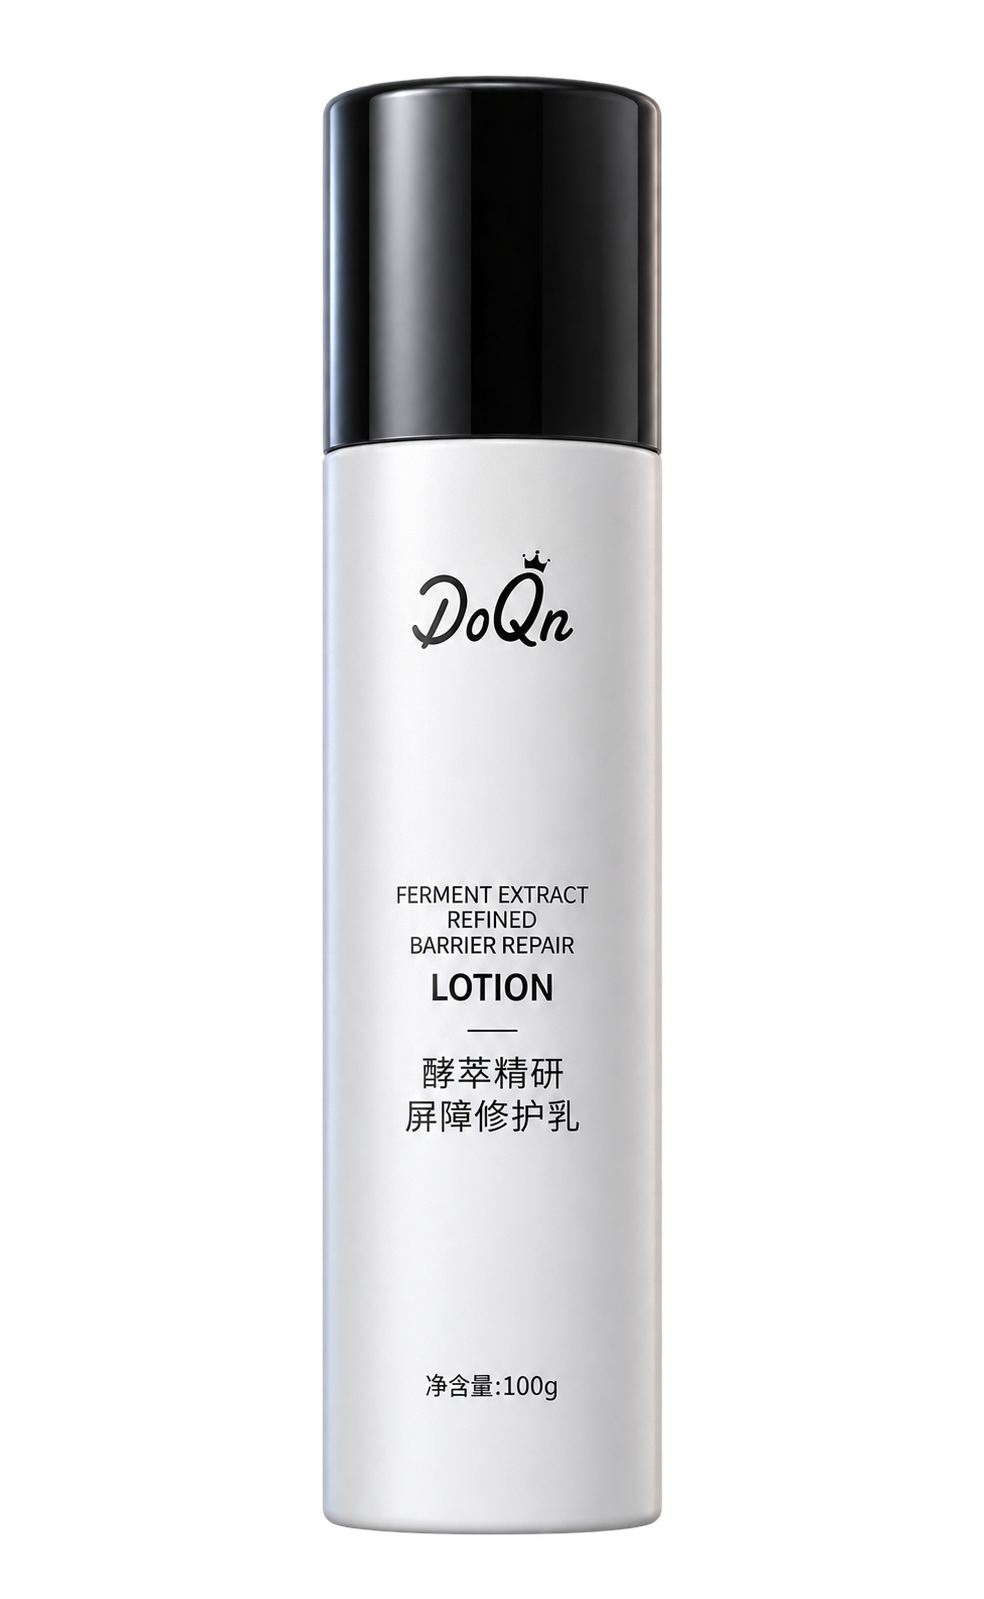 DoQn
FERMENT EXTRACT
REFINED
BARRIER REPAIR
LOTION
酵萃精研
屏障修护乳
净含量:100g